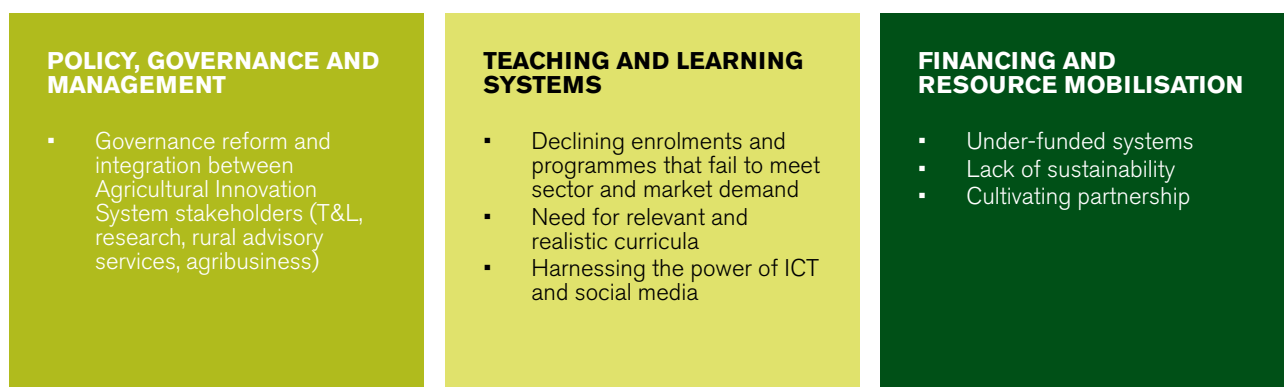 POLICY, GOVERNANCE AND
MANAGEMENT
▪ Governance reform and
integration between
Agricultural Innovation
System stakeholders (T&L,
research, rural advisory
services, agribusiness)
TEACHING AND LEARNING
SYSTEMS
▪ Declining enrolments and
programmes that fail to meet
sector and market demand
▪ Need for relevant and
realistic curricula
▪ Harnessing the power of ICT
and social media
FINANCING AND
RESOURCE MOBILISATION
▪ Under-funded systems
▪ Lack of sustainability
▪ Cultivating partnership